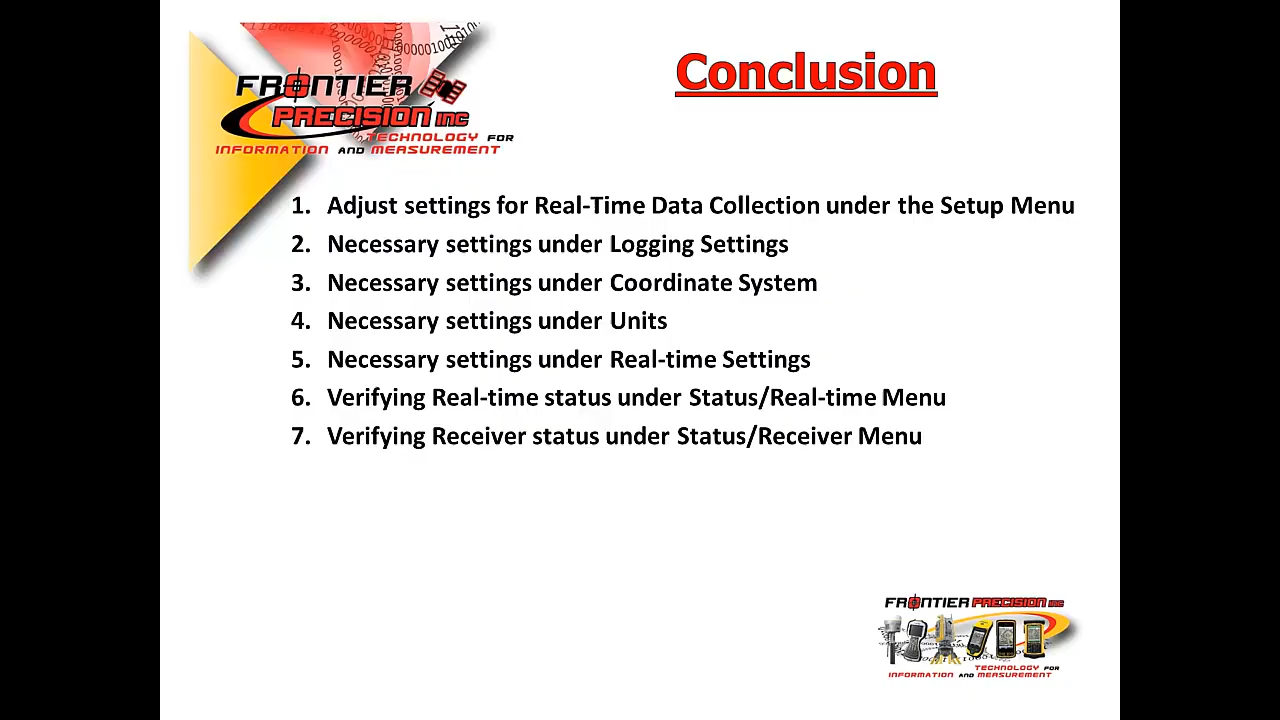 FRONTIER
PRECISION INC
TECHNOLOGY FOR
INFORMATION AND MEASUREMENT
Conclusion
1. Adjust settings for Real-Time Data Collection under the Setup Menu
2. Necessary settings under Logging Settings
3. Necessary settings under Coordinate System
4. Necessary settings under Units
5. Necessary settings under Real-time Settings
6. Verifying Real-time status under Status/Real-time Menu
7. Verifying Receiver status under Status/Receiver Menu
FRONTIER PRECISION INC
TECHNOLOGY FOR
INFORMATION AND MEASUREMENT